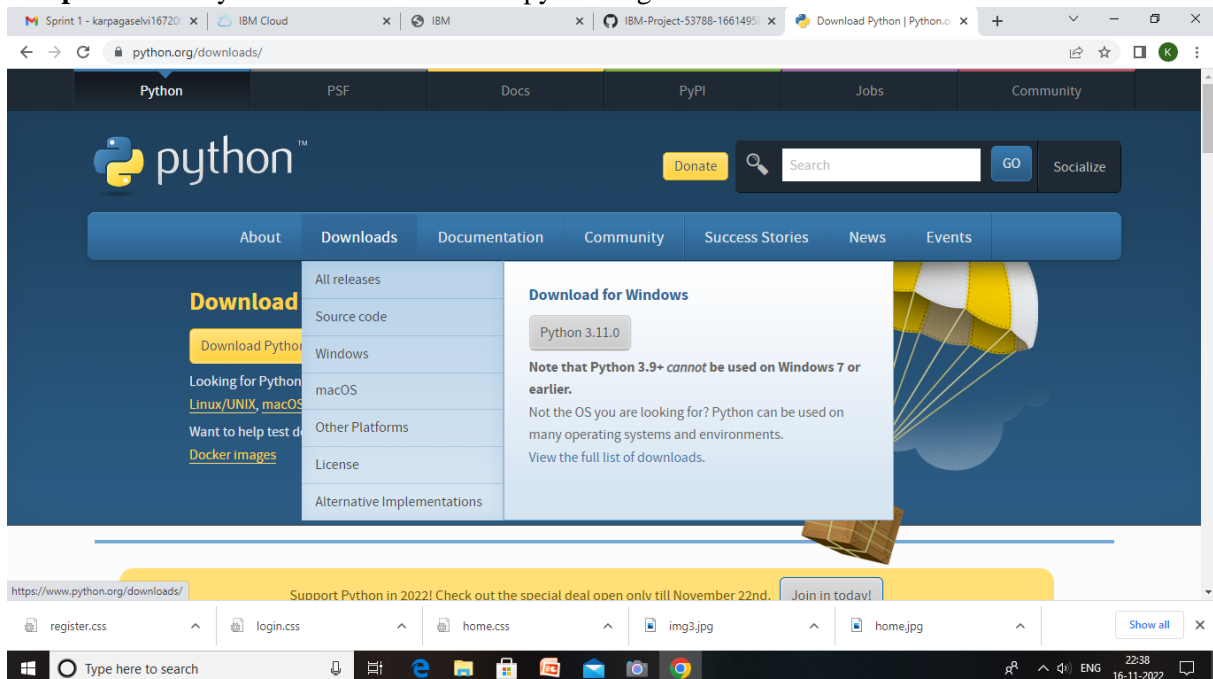 Sprint 1 - karpagaselvi16720 IBM Cloud IBM IBM-Project-53788-1661495 Download Python | Python.o
python.org/downloads/ K
Python PSF Docs PyPI Jobs Community
python™ Donate Search GO Socialize
About Downloads Documentation Community Success Stories News Events
All releases
Source code
Windows
macOS
Other Platforms
License
Alternative Implementations
Download for Windows
Python 3.11.0
Note that Python 3.9+ cannot be used on Windows 7 or
earlier.
Not the OS you are looking for? Python can be used on
many operating systems and environments.
View the full list of downloads.
Download
Download Python
Looking for Python
Linux/UNIX, macOS
Want to help test d
Docker images
https://www.python.org/downloads/ Support Python in 2022! Check out the special deal open only till November 22nd. Join in today!
register.css login.css home.css img3.jpg home.jpg Show all
Type here to search ENG 22:38
16-11-2022